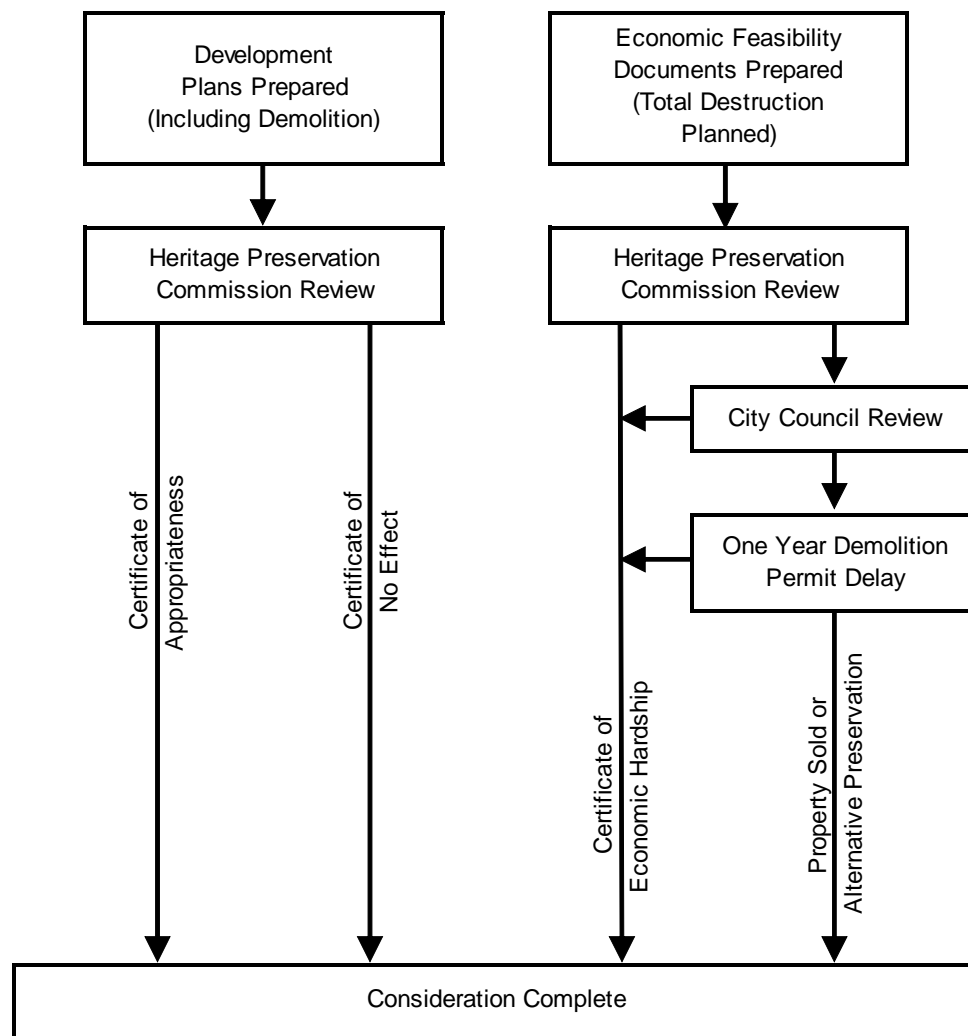 Development
Plans Prepared
(Including Demolition)
Economic Feasibility
Documents Prepared
(Total Destruction
Planned)
Heritage Preservation
Commission Review
Heritage Preservation
Commission Review
City Council Review
One Year Demolition
Permit Delay
Certificate of
Appropriateness
Certificate of
No Effect
Certificate of
Economic Hardship
Property Sold or
Alternative Preservation
Consideration Complete